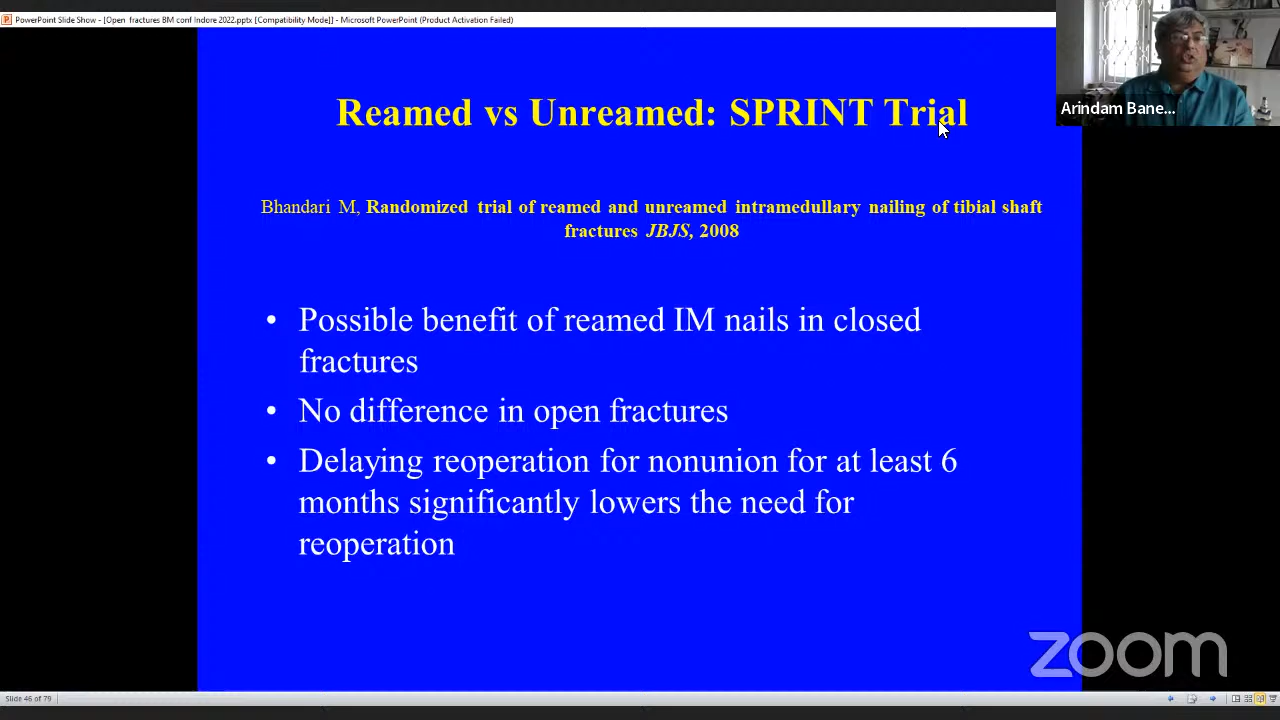 PowerPoint Slide Show - [Open fractures BM conf Indore 2022.pptx [Compatibility Mode]] - Microsoft PowerPoint (Product Activation Failed)
Arindam Bane...
Reamed vs Unreamed: SPRINT Trial
Bhandari M, Randomized trial of reamed and unreamed intramedullary nailing of tibial shaft
fractures JBJS, 2008
• Possible benefit of reamed IM nails in closed
fractures
• No difference in open fractures
• Delaying reoperation for nonunion for at least 6
months significantly lowers the need for
reoperation
zoom
Slide 46 of 79